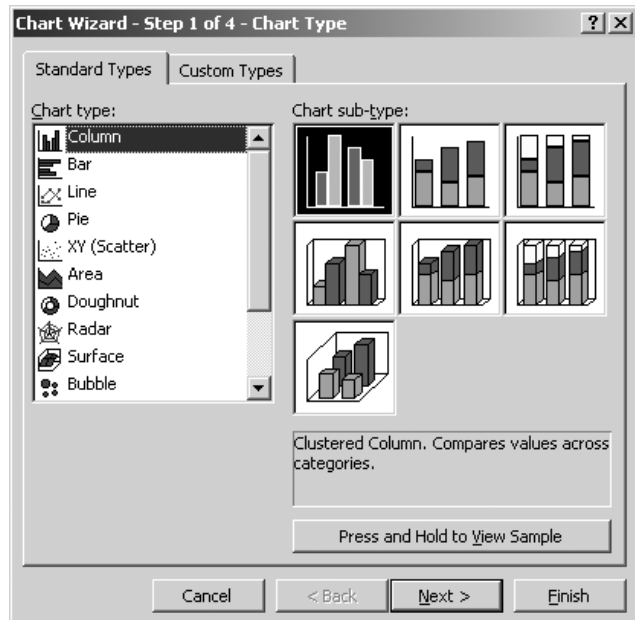 Chart Wizard - Step 1 of 4 - Chart Type
Standard Types
Custom Types
Chart type:
Column
Bar
Line
Pie
XY (Scatter)
Area
Doughnut
Radar
Surface
Bubble
Chart sub-type:
Clustered Column. Compares values across
categories.
Press and Hold to View Sample
Cancel
< Back
Next >
Finish